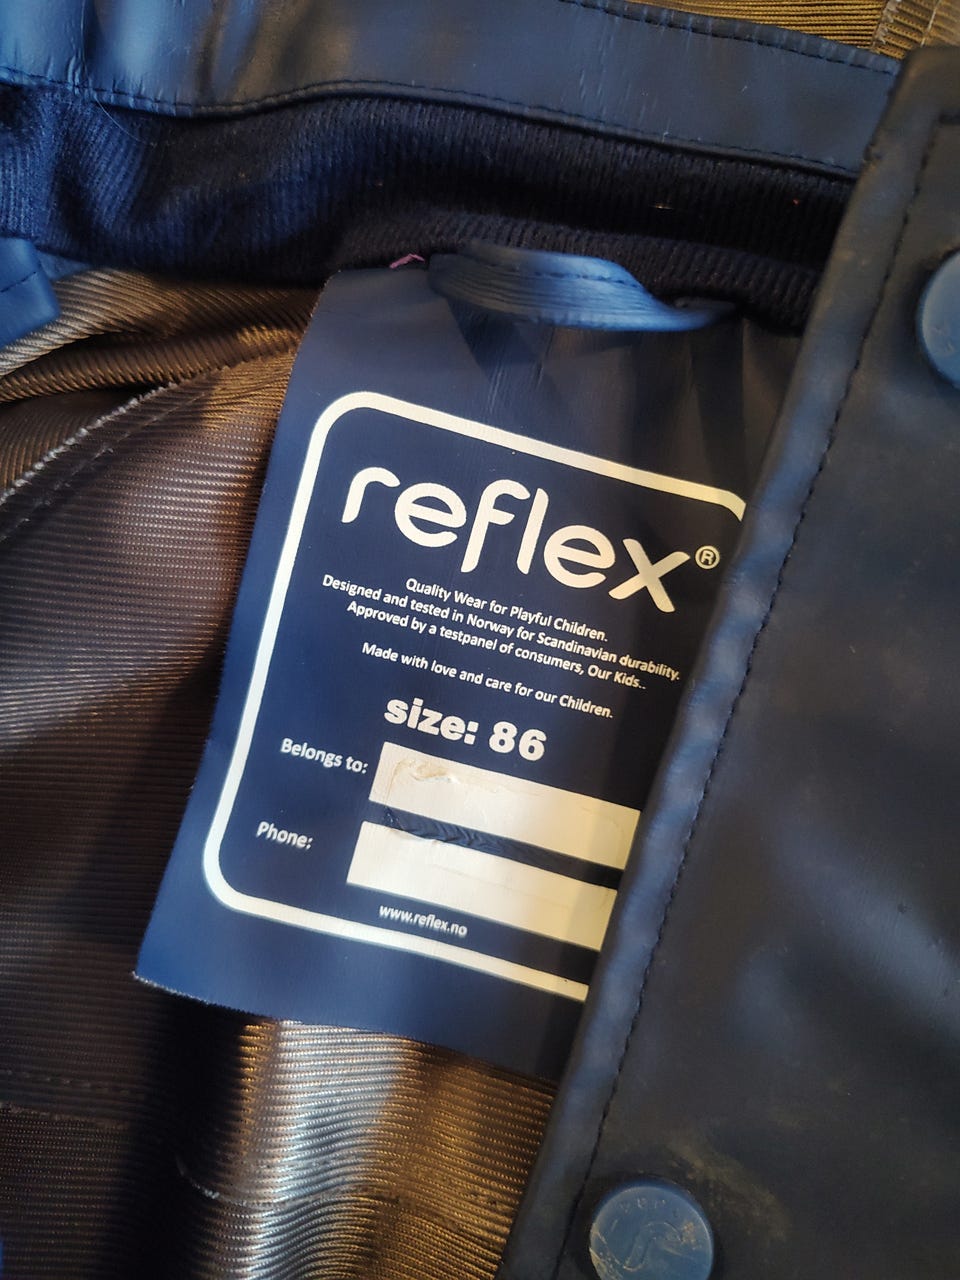 reflex®
Quality Wear for Playful Children.
Designed and tested in Norway for Scandinavian durability.
Approved by a testpanel of consumers, Our Kids..
Made with love and care for our Children.
size: 86
Belongs to:
Phone:
www.reflex.no